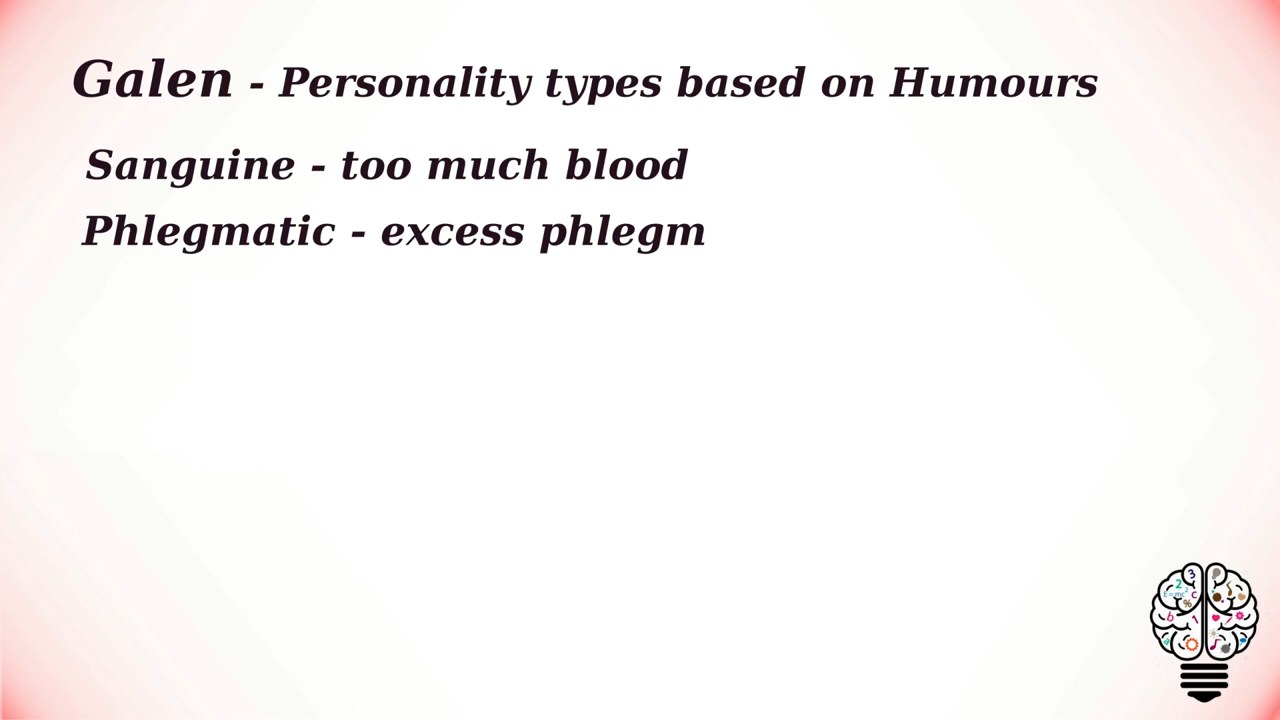 Galen - Personality types based on Humours
Sanguine - too much blood
Phlegmatic - excess phlegm